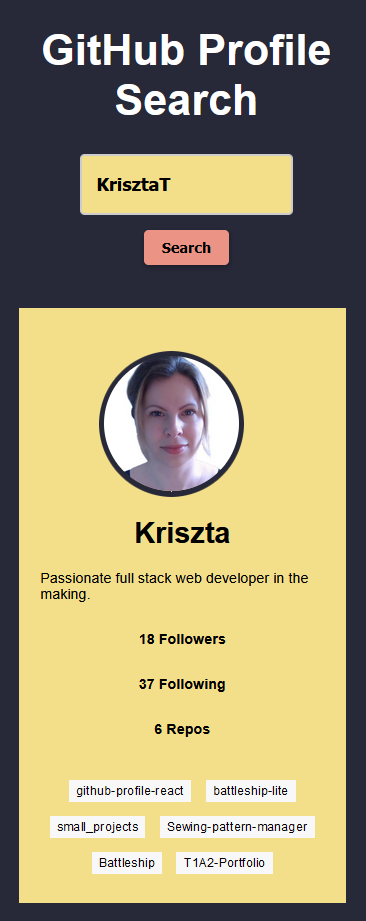 GitHub Profile
Search
KrisztaT
Search
Kriszta
Passionate full stack web developer in the
making.
18 Followers
37 Following
6 Repos
github-profile-react battleship-lite
small_projects Sewing-pattern-manager
Battleship T1A2-Portfolio